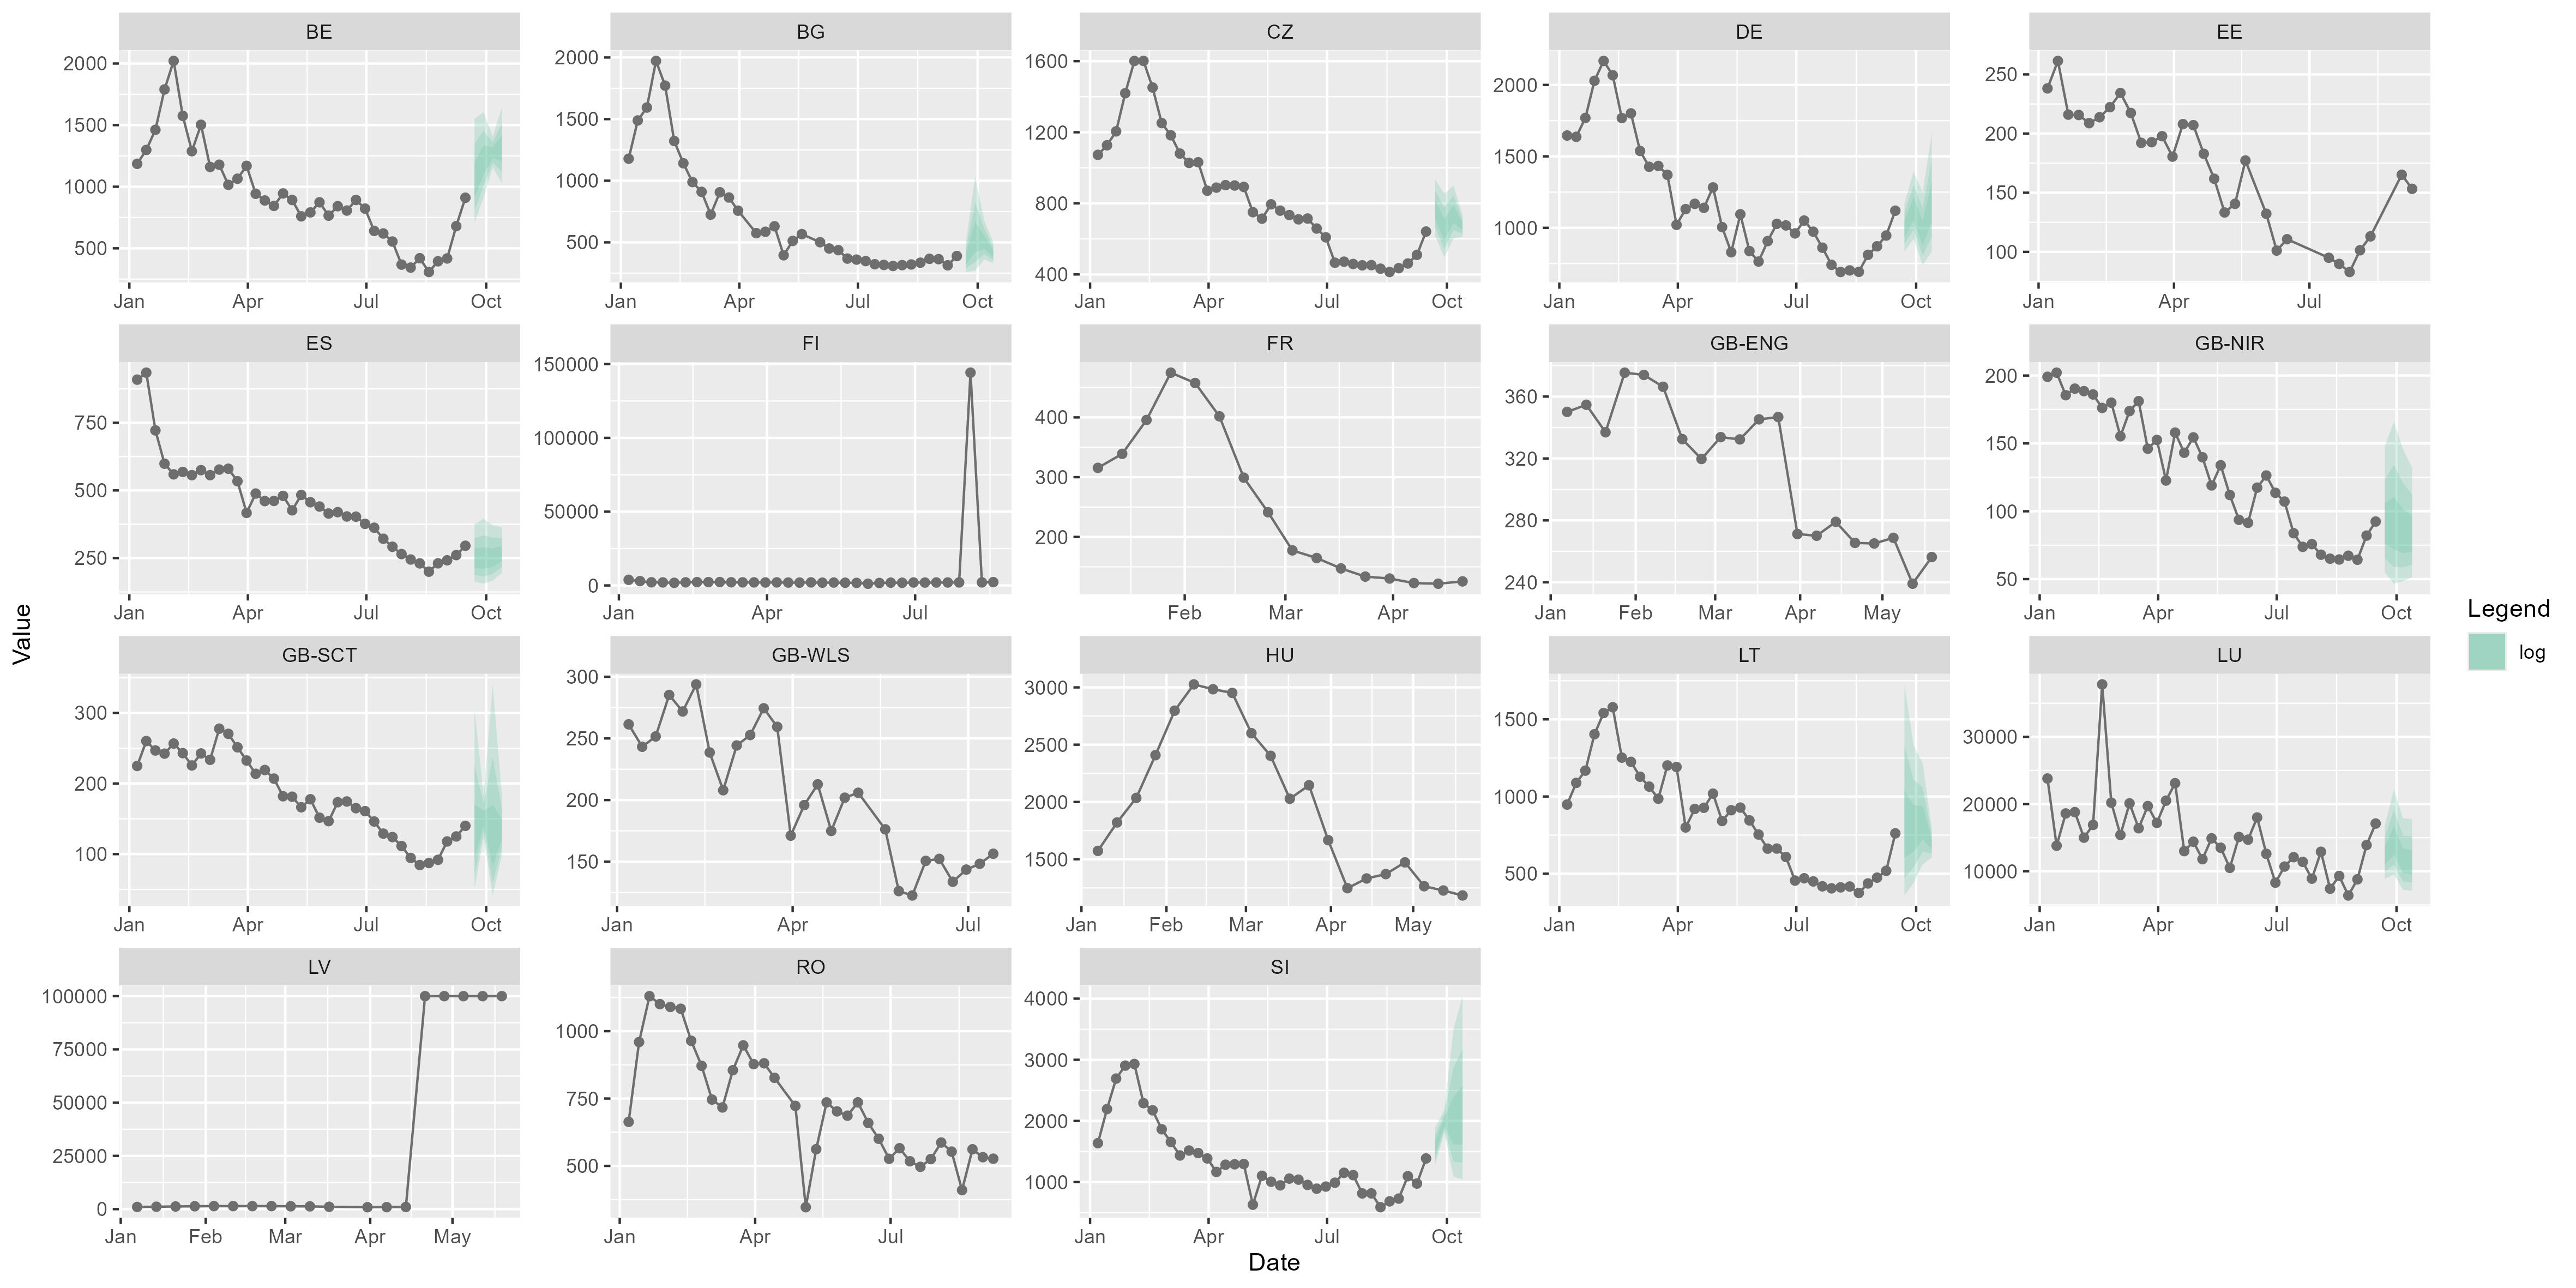 BE BG CZ DE EE
2000 1500 1000 500
Jan Apr Jul Oct
2000 1500 1000 500
Jan Apr Jul Oct
1600 1200 800 400
Jan Apr Jul Oct
2000 1500 1000
Jan Apr Jul Oct
250 200 150 100
Jan Apr Jul
ES FI FR GB-ENG GB-NIR
750 500 250
Jan Apr Jul Oct
150000 100000 50000 0
Jan Apr Jul
400 300 200
Feb Mar Apr
360 320 280 240
Jan Feb Mar Apr May
200 150 100 50
Jan Apr Jul Oct
GB-SCT GB-WLS HU LT LU
300 200 100
Jan Apr Jul Oct
300 250 200 150
Jan Apr Jul
3000 2500 2000 1500
Jan Feb Mar Apr May
1500 1000 500
Jan Apr Jul Oct
30000 20000 10000
Jan Apr Jul Oct
LV RO SI
100000 75000 50000 25000 0
Jan Feb Mar Apr May
1000 750 500
Jan Apr Jul
4000 3000 2000 1000
Jan Apr Jul Oct
Value
Date
Legend
log